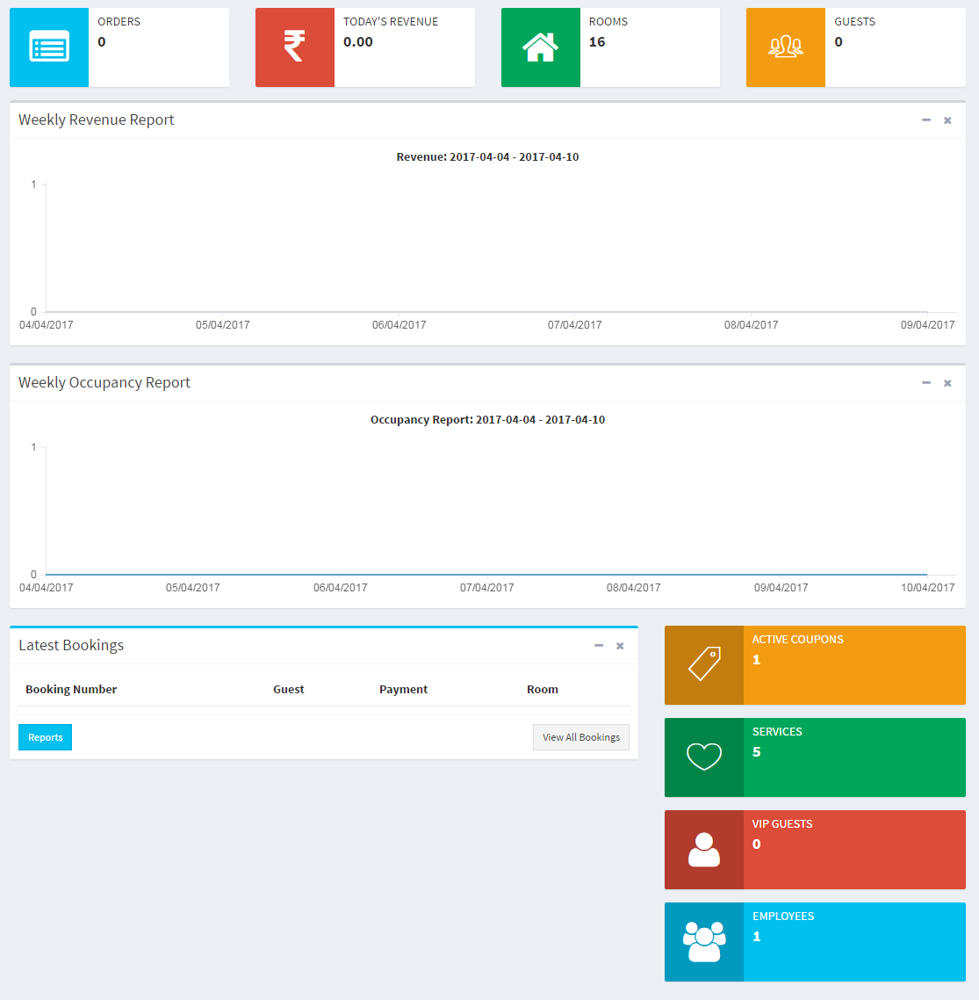 ORDERS
0
TODAY'S REVENUE
0.00
ROOMS
16
GUESTS
0
Weekly Revenue Report
Revenue: 2017-04-04 - 2017-04-10
1
0
04/04/2017 05/04/2017 06/04/2017 07/04/2017 08/04/2017 09/04/2017
Weekly Occupancy Report
Occupancy Report: 2017-04-04 - 2017-04-10
1
0
04/04/2017 05/04/2017 06/04/2017 07/04/2017 08/04/2017 09/04/2017 10/04/2017
Latest Bookings
Booking Number Guest Payment Room
Reports View All Bookings
ACTIVE COUPONS
1
SERVICES
5
VIP GUESTS
0
EMPLOYEES
1